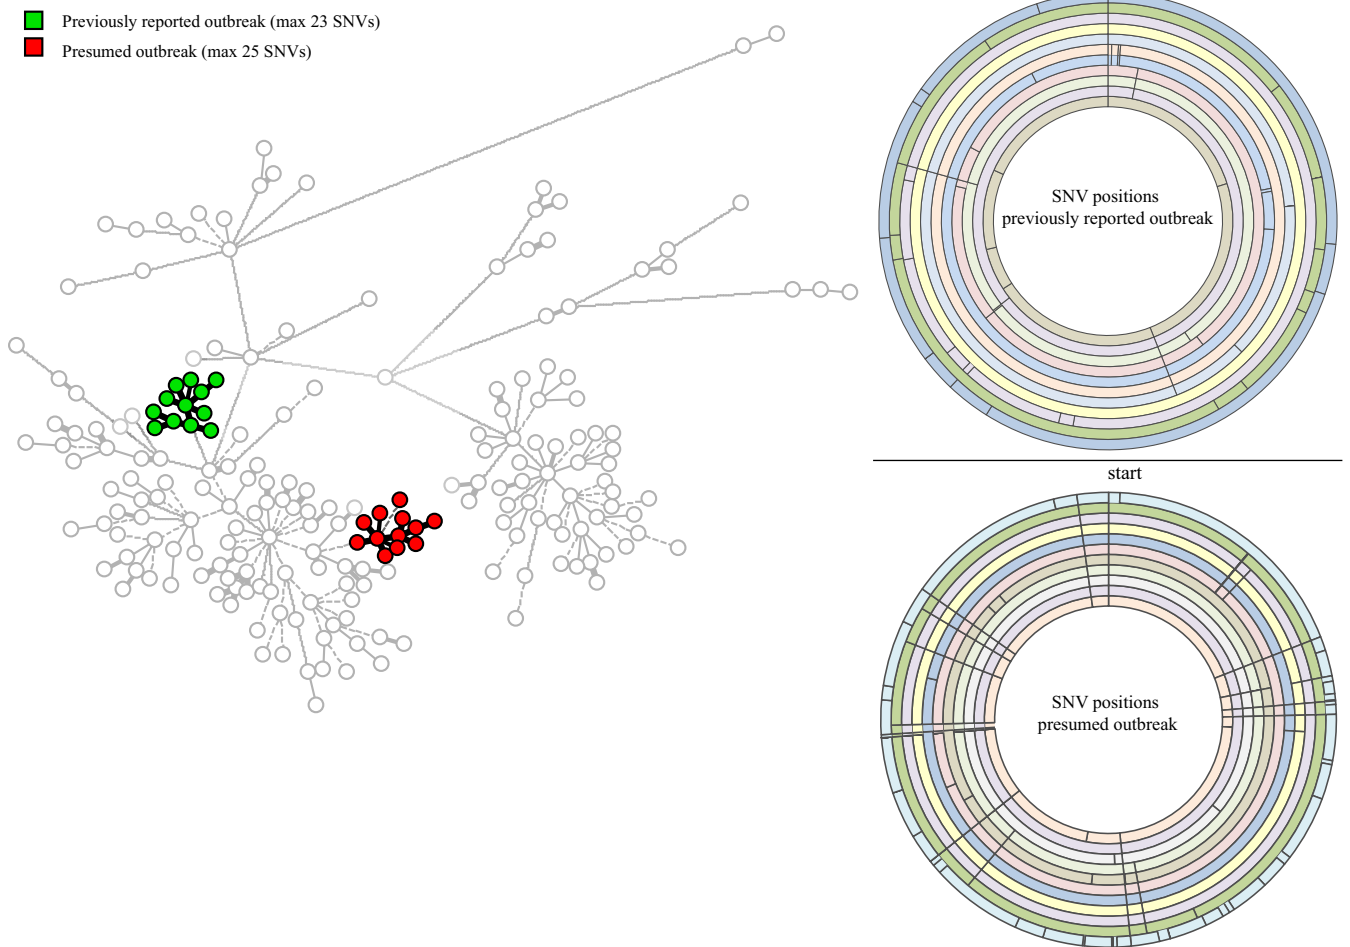 Previously reported outbreak (max 23 SNVs)
Presumed outbreak (max 25 SNVs)
SNV positions
previously reported outbreak
start
SNV positions
presumed outbreak